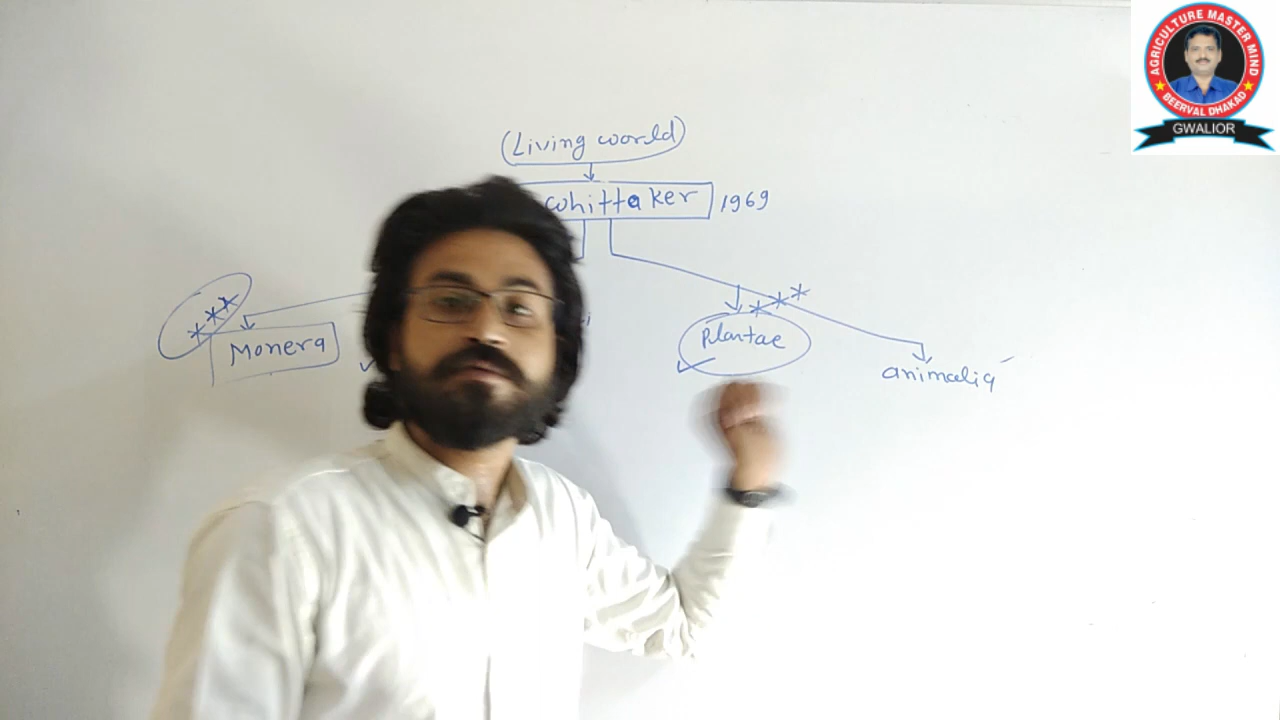 AGRICULTURE MASTER MIND
BEERVAL DHAKAD
GWALIOR
(Living world)
whittaker 1969
Monera
Plantae
animalia